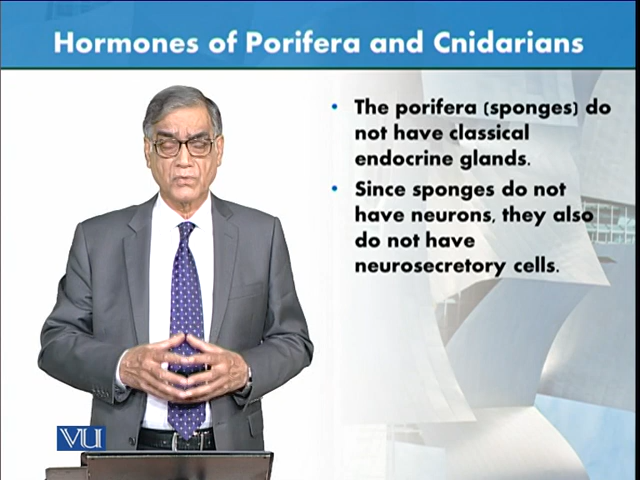 Hormones of Porifera and Cnidarians
• The porifera (sponges) do
not have classical
endocrine glands.
• Since sponges do not
have neurons, they also
do not have
neurosecretory cells.
VU